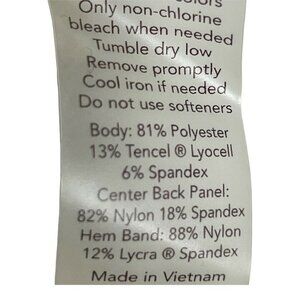 Only non-chlorine
bleach when needed
Tumble dry low
Remove promptly
Cool iron if needed
Do not use softeners
Body: 81% Polyester
13% Tencel ® Lyocell
6% Spandex
Center Back Panel:
82% Nylon 18% Spandex
Hem Band: 88% Nylon
12% Lycra ® Spandex
Made in Vietnam